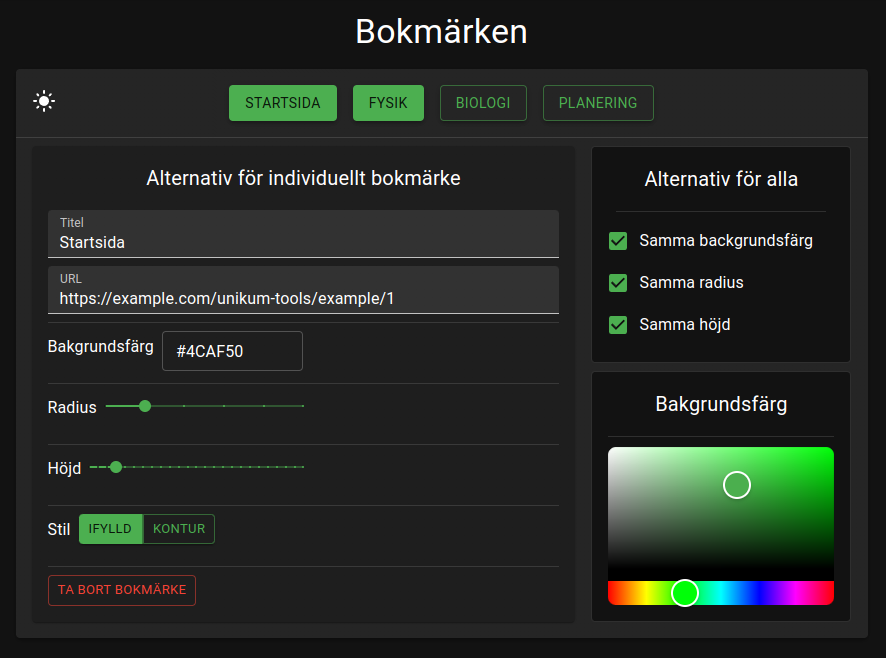 Bokmärken
STARTSIDA FYSIK BIOLOGI PLANERING
Alternativ för individuellt bokmärke
Titel
Startsida
URL
https://example.com/unikum-tools/example/1
Bakgrundsfärg #4CAF50
Radius
Höjd
Stil IFYLLD KONTUR
TA BORT BOKMÄRKE
Alternativ för alla
Samma backgrundsfärg
Samma radius
Samma höjd
Bakgrundsfärg